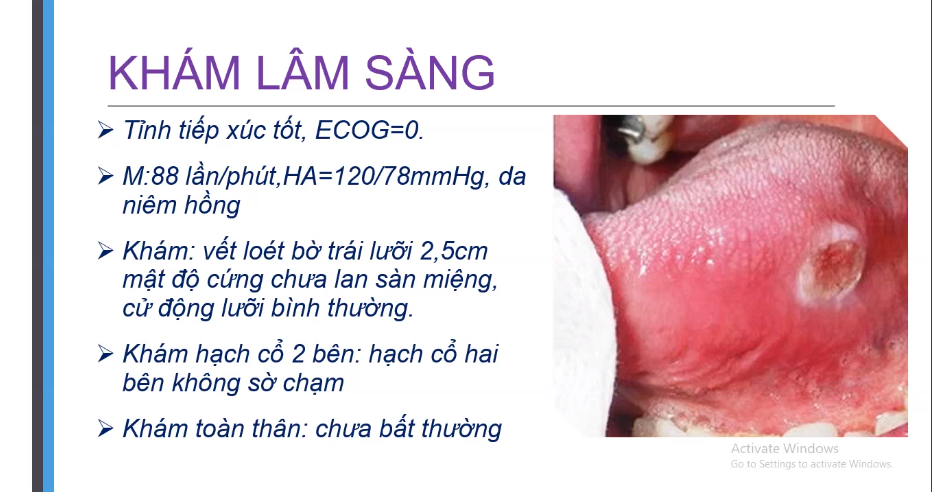 KHÁM LÂM SÀNG
➢ Tỉnh tiếp xúc tốt, ECOG=0.
➢ M:88 lần/phút,HA=120/78mmHg, da
niêm hồng
➢ Khám: vết loét bờ trái lưỡi 2,5cm
mật độ cứng chưa lan sàn miệng,
cử động lưỡi bình thường.
➢ Khám hạch cổ 2 bên: hạch cổ hai
bên không sờ chạm
➢ Khám toàn thân: chưa bất thường
Activate Windows
Go to Settings to activate Windows.